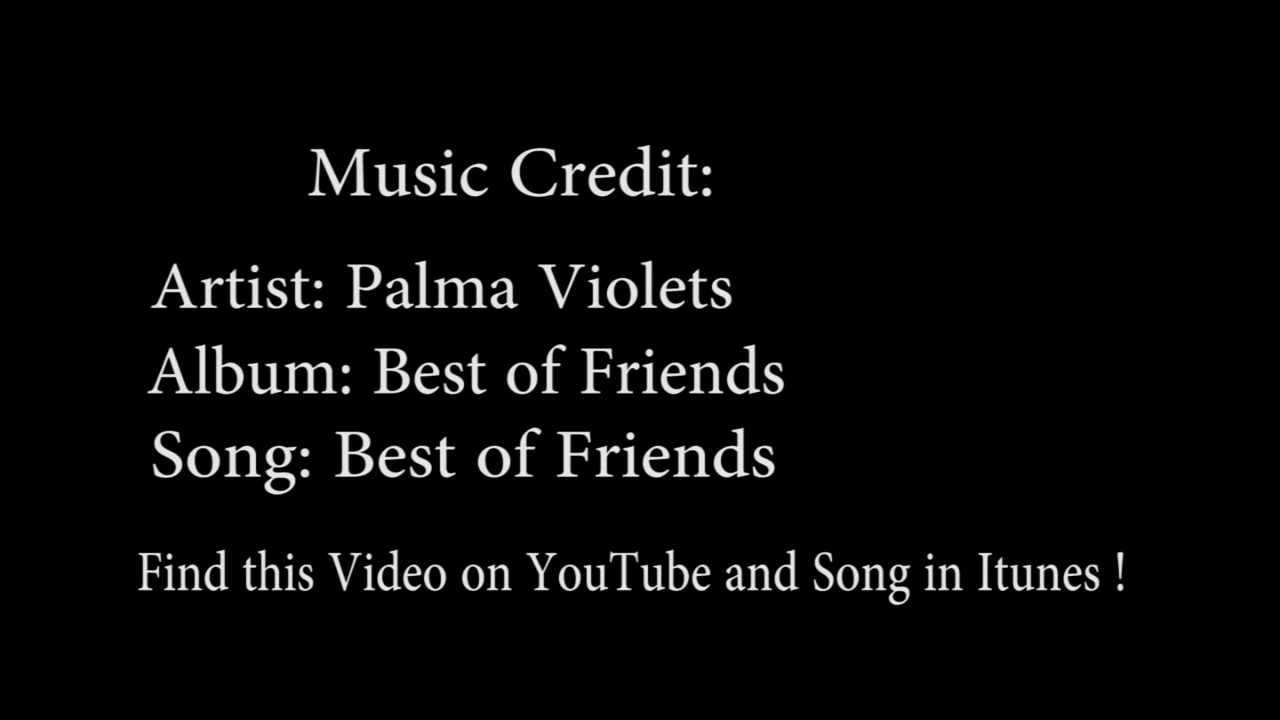 Music Credit:
Artist: Palma Violets
Album: Best of Friends
Song: Best of Friends
Find this Video on YouTube and Song in Itunes !